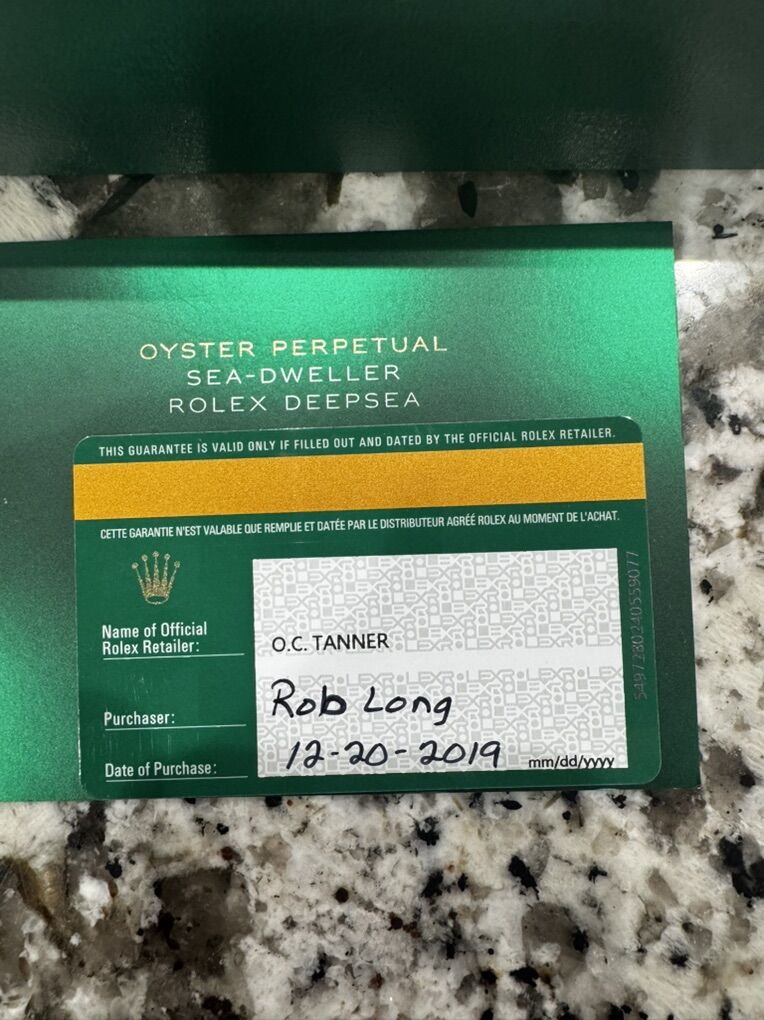 OYSTER PERPETUAL
SEA-DWELLER
ROLEX DEEPSEA
THIS GUARANTEE IS VALID ONLY IF FILLED OUT AND DATED BY THE OFFICIAL ROLEX RETAILER.
CETTE GARANTIE N'EST VALABLE QUE REMPLIE ET DATÉE PAR LE DISTRIBUTEUR AGRÉÉ ROLEX AU MOMENT DE L'ACHAT.
Name of Official
Rolex Retailer:
O.C. TANNER
Purchaser:
Rob Long
Date of Purchase:
12-20-2019
mm/dd/yyyy